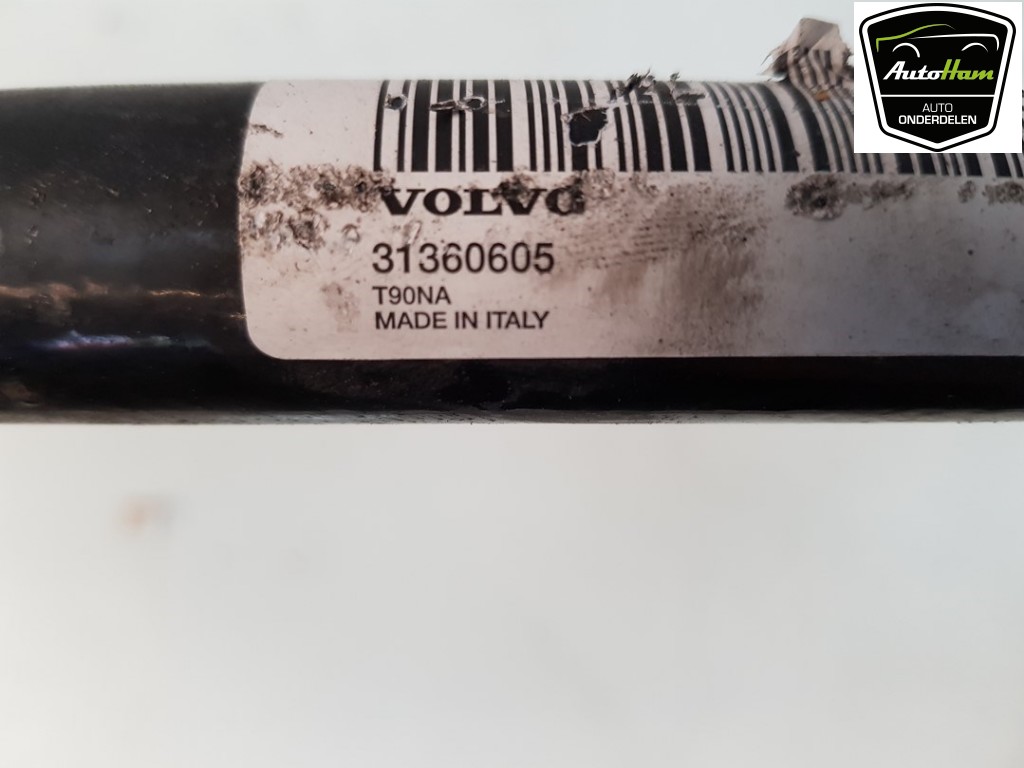 AutoHam
AUTO
ONDERDELEN
VOLVO
31360605
T90NA
MADE IN ITALY